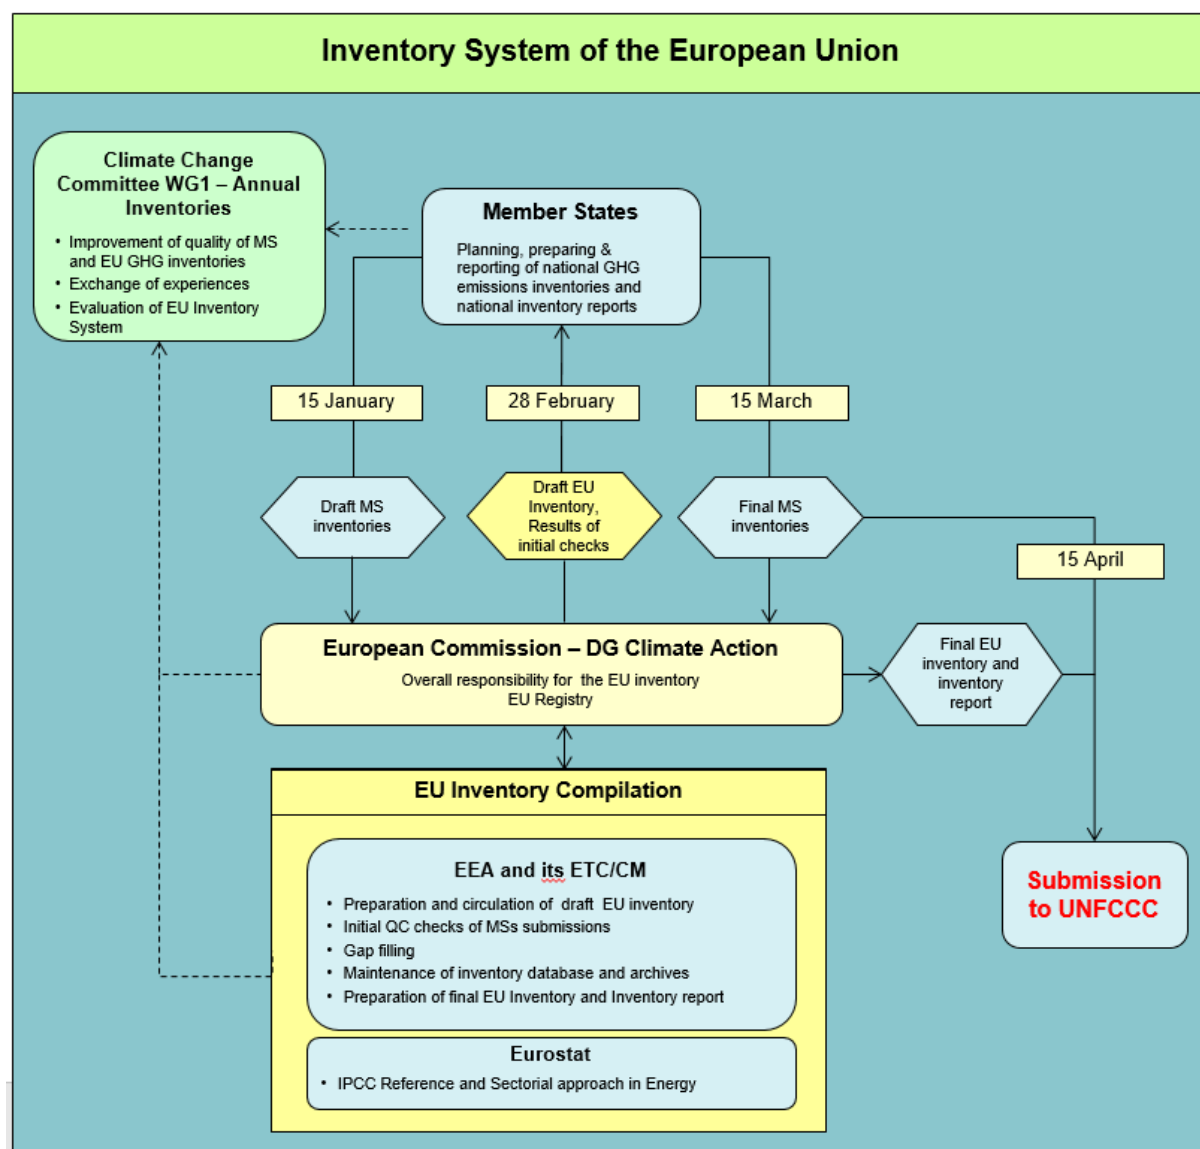 Inventory System of the European Union
Climate Change
Committee WG1 – Annual
Inventories
• Improvement of quality of MS
and EU GHG inventories
• Exchange of experiences
• Evaluation of EU Inventory
System
Member States
Planning, preparing &
reporting of national GHG
emissions inventories and
national inventory reports
15 January
28 February
15 March
Draft MS
inventories
Draft EU
Inventory,
Results of
initial checks
Final MS
inventories
15 April
European Commission – DG Climate Action
Overall responsibility for the EU inventory
EU Registry
Final EU
inventory and
inventory
report
EU Inventory Compilation
EEA and its ETC/CM
• Preparation and circulation of draft EU inventory
• Initial QC checks of MSs submissions
• Gap filling
• Maintenance of inventory database and archives
• Preparation of final EU Inventory and Inventory report
Submission
to UNFCCC
Eurostat
• IPCC Reference and Sectorial approach in Energy